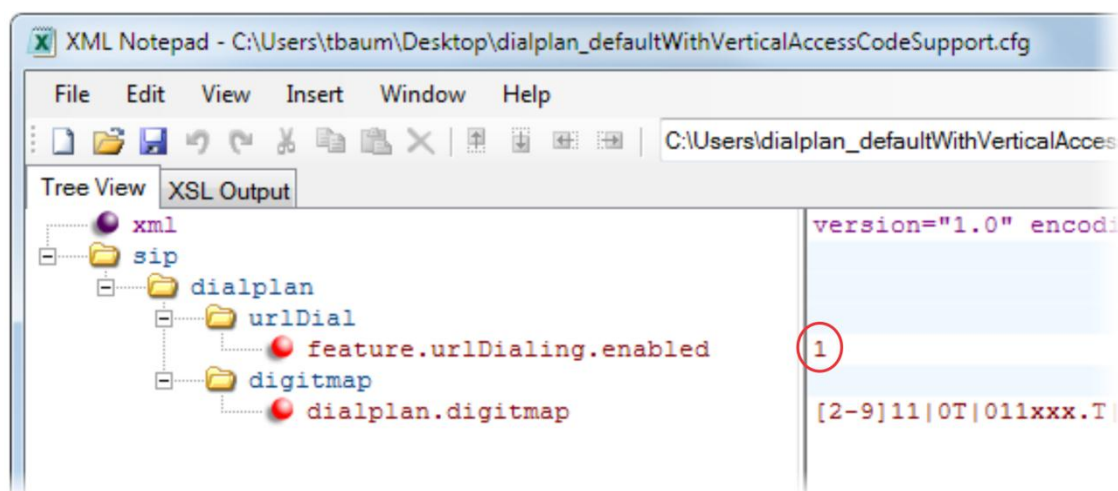 XML Notepad - C:\Users\tbaum\Desktop\dialplan_defaultWithVerticalAccessCodeSupport.cfg
File Edit View Insert Window Help
C:\Users\dialplan_defaultWithVerticalAcces
Tree View XSL Output
xml version="1.0" encodi
sip
dialplan
urlDial
feature.urlDialing.enabled 1
digitmap
dialplan.digitmap [2-9]11|0T|011xxx.T|